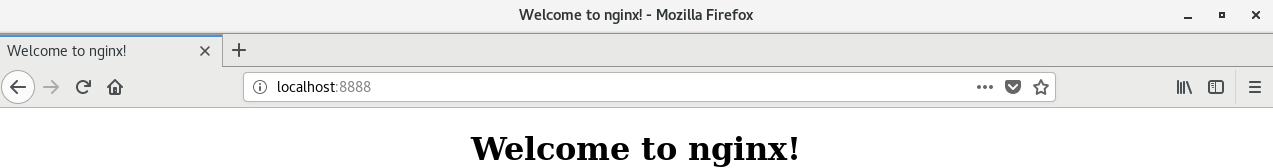 Welcome to nginx! - Mozilla Firefox
Welcome to nginx!
localhost:8888
Welcome to nginx!